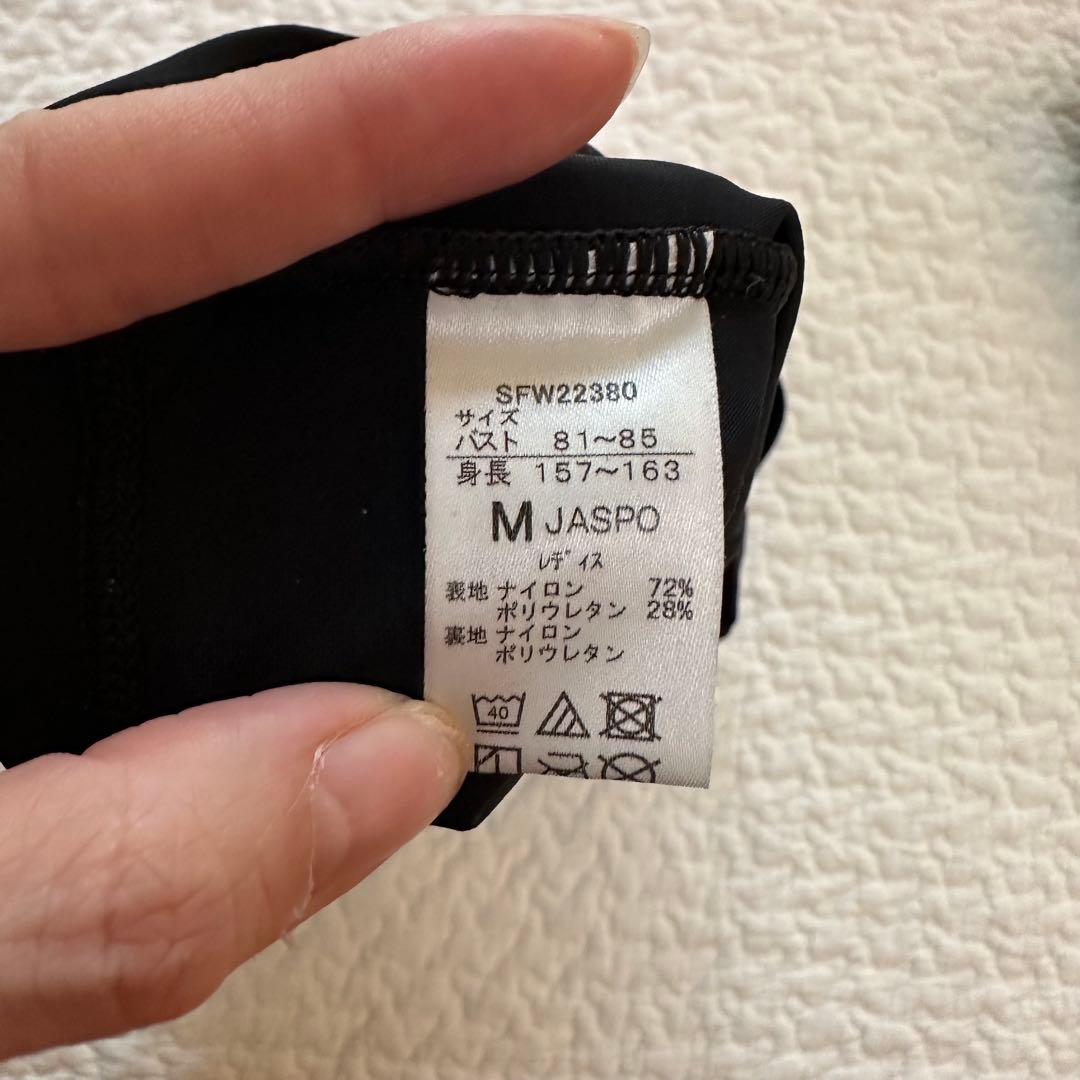 SFW22380
サイズ
バスト 81〜85
身長 157〜163
M JASPO
ﾚﾃﾞｨｽ
表地 ナイロン 72%
ポリウレタン 28%
裏地 ナイロン
ポリウレタン
40